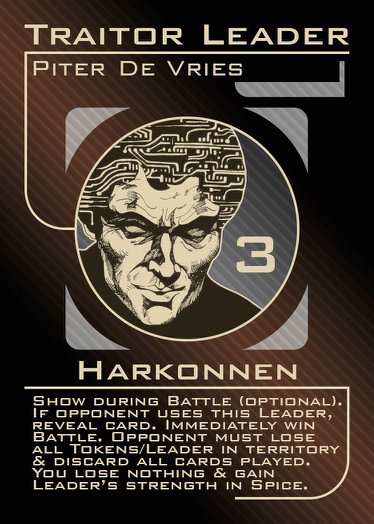 Traitor Leader
Piter De Vries
3
Harkonnen
Show during Battle (optional).
If opponent uses this Leader,
reveal card. Immediately win
Battle. Opponent must lose
all Tokens/Leader in territory
& discard all cards played.
You lose nothing & gain
Leader's strength in Spice.